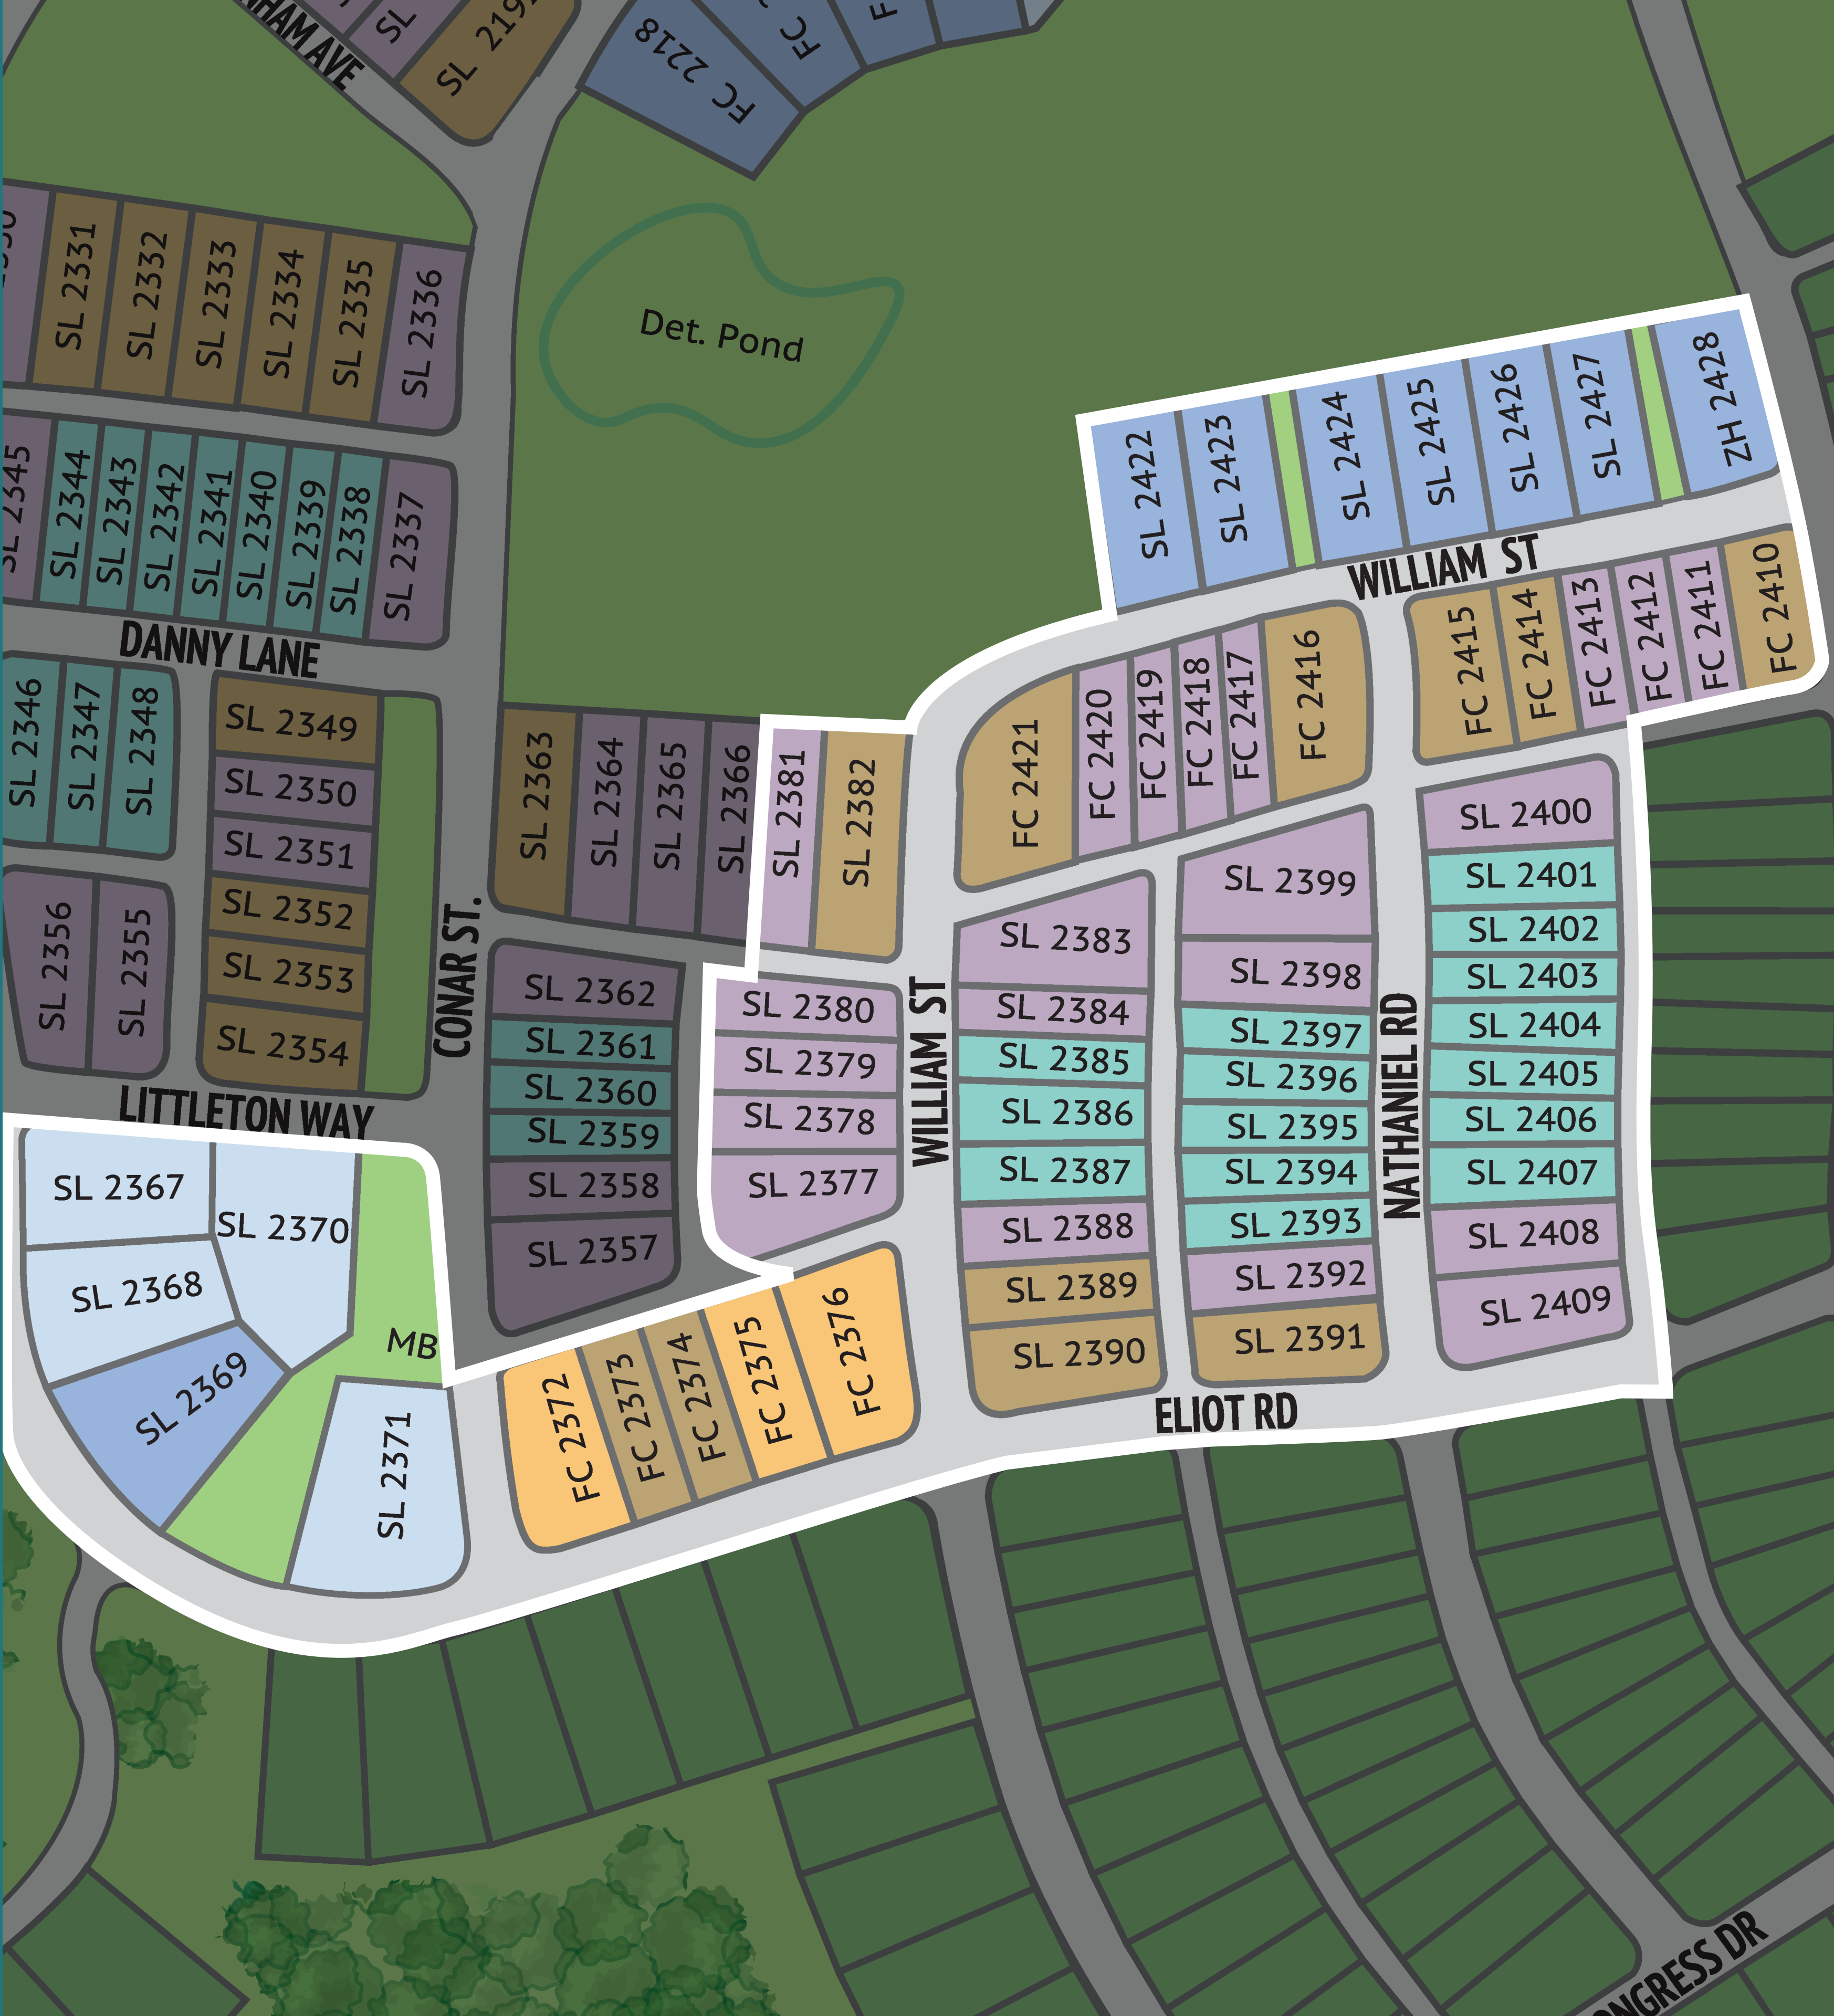 SL
SL 219
FC 2218
FC
F
SL 2331
SL 2332
SL 2333
SL 2334
SL 2335
SL 2336
Det. Pond
SL 2345
SL 2344
SL 2343
SL 2342
SL 2341
SL 2340
SL 2339
SL 2338
SL 2337
SL 2422
SL 2423
SL 2424
SL 2425
SL 2426
SL 2427
ZH 2428
WILLIAM ST
DANNY LANE
FC 2421
FC 2420
FC 2419
FC 2418
FC 2417
FC 2416
FC 2415
FC 2414
FC 2413
FC 2412
FC 2411
FC 2410
SL 2346
SL 2347
SL 2348
SL 2349
SL 2350
SL 2351
SL 2352
SL 2353
SL 2354
SL 2356
SL 2355
CONAR ST.
SL 2363
SL 2364
SL 2365
SL 2366
SL 2381
SL 2382
SL 2362
SL 2361
SL 2360
SL 2359
SL 2358
SL 2357
SL 2380
SL 2379
SL 2378
SL 2377
WILLIAM ST
SL 2383
SL 2384
SL 2385
SL 2386
SL 2387
SL 2388
SL 2389
SL 2390
SL 2399
SL 2398
SL 2397
SL 2396
SL 2395
SL 2394
SL 2393
SL 2392
SL 2391
NATHANIEL RD
SL 2400
SL 2401
SL 2402
SL 2403
SL 2404
SL 2405
SL 2406
SL 2407
SL 2408
SL 2409
LITTLETON WAY
SL 2367
SL 2370
SL 2368
SL 2369
MB
SL 2371
FC 2372
FC 2373
FC 2374
FC 2375
FC 2376
ELIOT RD
ONGRESS DR